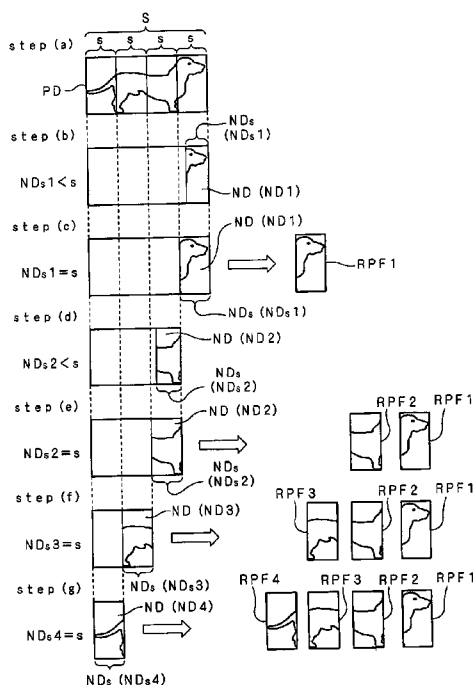 S
step (a) s s s s
PD
step (b) NDs
(NDs1)
NDs1<s
ND (ND1)
step (c) ND (ND1)
NDs1=s
RPF1
NDs (NDs1)
step (d)
ND (ND2)
NDs2<s
NDs
(NDs2)
step (e)
ND (ND2) RPF2 RPF1
NDs2=s
NDs
(NDs2)
step (f)
ND (ND3) RPF3 RPF2 RPF1
NDs3=s
NDs (NDs3)
step (g) RPF4 RPF3 RPF2 RPF1
ND (ND4)
NDs4=s
NDs (NDs4)